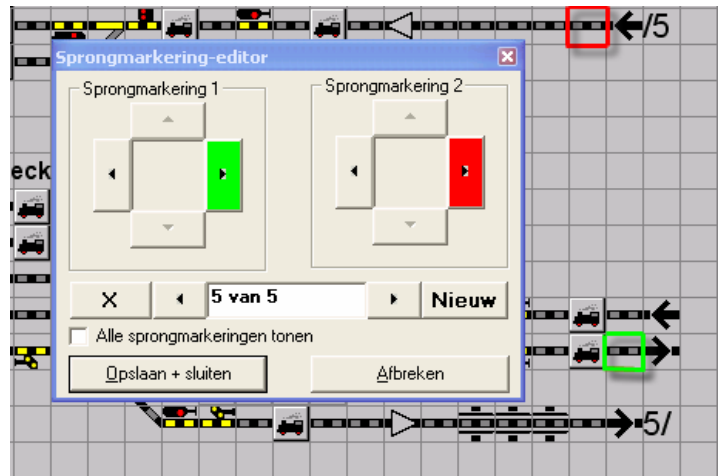 /5
Sprongmarkering-editor
Sprongmarkering 1
Sprongmarkering 2
eck
X
5 van 5
Nieuw
Alle sprongmarkeringen tonen
Opslaan + sluiten
Afbreken
5/